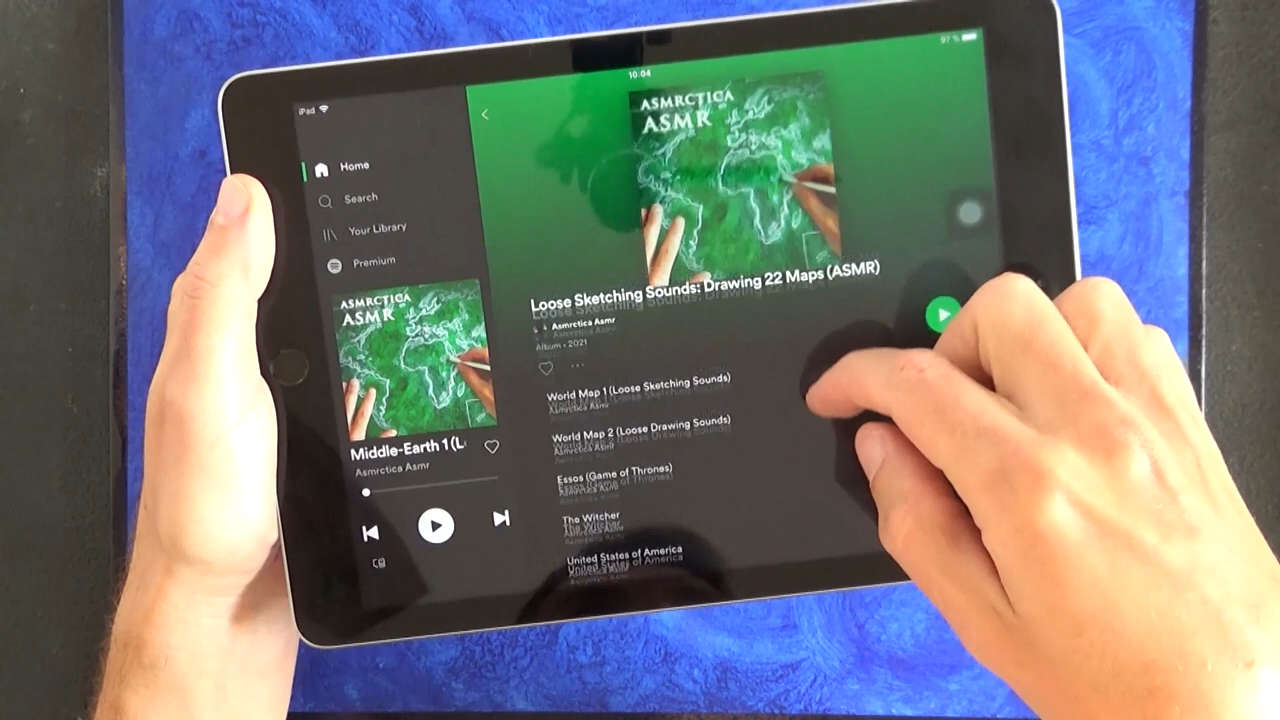 iPad
10:04
97 %
Home
Search
Your Library
Premium
ASMRCTICA
ASMR
Middle-Earth 1 (L
Asmrctica Asmr
ASMRCTICA
ASMR
Loose Sketching Sounds: Drawing 22 Maps (ASMR)
Asmrctica Asmr
Album • 2021
World Map 1 (Loose Sketching Sounds)
Asmrctica Asmr
World Map 2 (Loose Drawing Sounds)
Asmrctica Asmr
Essos (Game of Thrones)
Asmrctica Asmr
The Witcher
Asmrctica Asmr
United States of America
Asmrctica Asmr